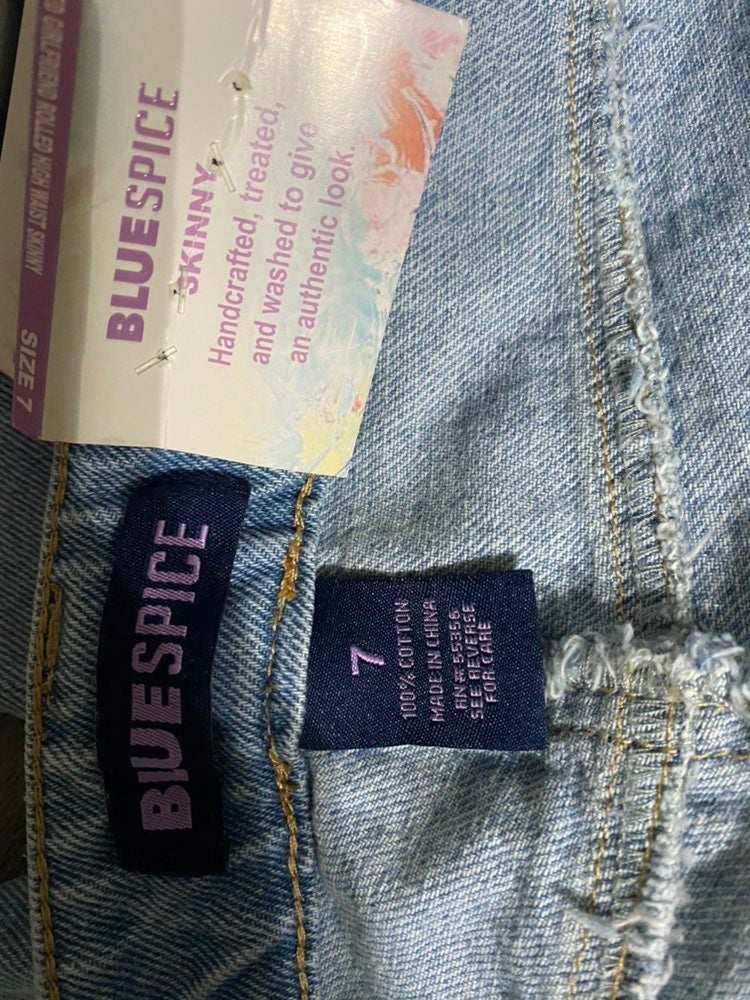 GIRLFRIEND ROLLED HIGH WAIST SKINNY
SIZE 7
BLUESPICE
SKINNY
Handcrafted, treated,
and washed to give
an authentic look.
BLUESPICE
7
100% COTTON
MADE IN CHINA
RN# 55356
SEE REVERSE
FOR CARE